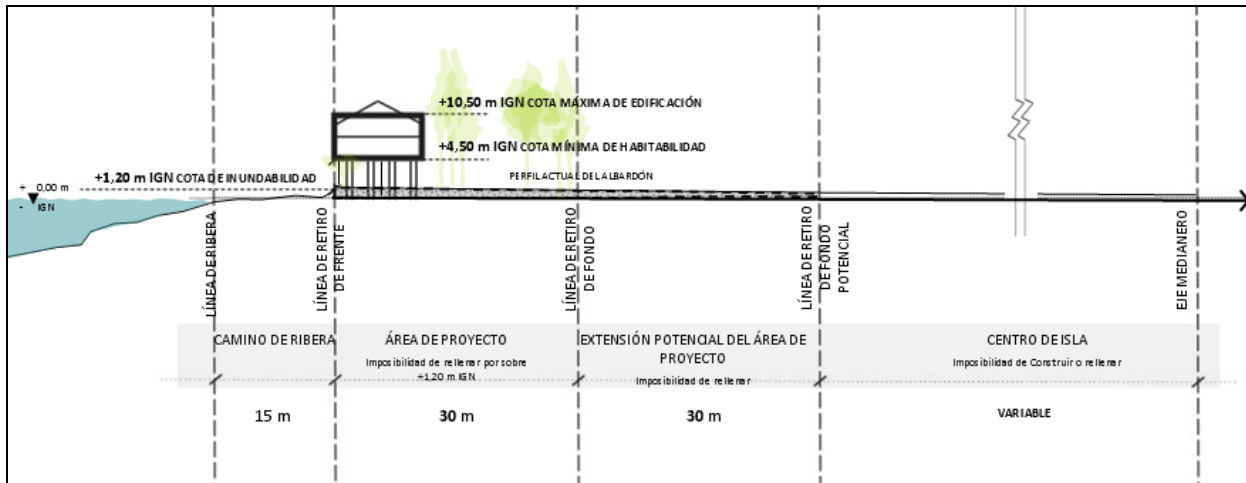 +10,50 m IGN COTA MÁXIMA DE EDIFICACIÓN
+4,50 m IGN COTA MÍNIMA DE HABITABILIDAD
+1,20 m IGN COTA DE INUNDABILIDAD
PERFIL ACTUAL DEL ALBARDÓN
+ 0,00 m
- IGN
LÍNEA DE RIBERA
LÍNEA DE RETIRO
DE FRENTE
LÍNEA DE RETIRO
DE FONDO
LÍNEA DE RETIRO
DE FONDO
POTENCIAL
EJE MEDIANERO
CAMINO DE RIBERA
ÁREA DE PROYECTO
Imposibilidad de rellenar por sobre
+1,20 m IGN
EXTENSIÓN POTENCIAL DEL ÁREA DE
PROYECTO
Imposibilidad de rellenar
CENTRO DE ISLA
Imposibilidad de Construir o rellenar
15 m
30 m
30 m
VARIABLE